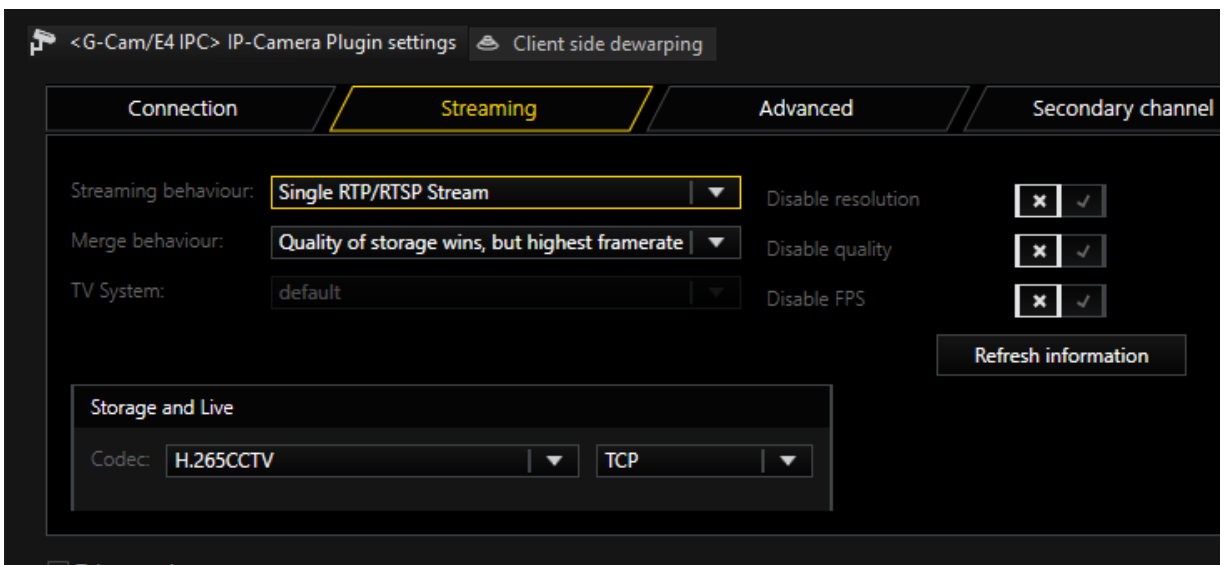 <G-Cam/E4 IPC> IP-Camera Plugin settings Client side dewarping
Connection Streaming Advanced Secondary channel
Streaming behaviour: Single RTP/RTSP Stream Disable resolution
Merge behaviour: Quality of storage wins, but highest framerate Disable quality
TV System: default Disable FPS
Refresh information
Storage and Live
Codec: H.265CCTV TCP